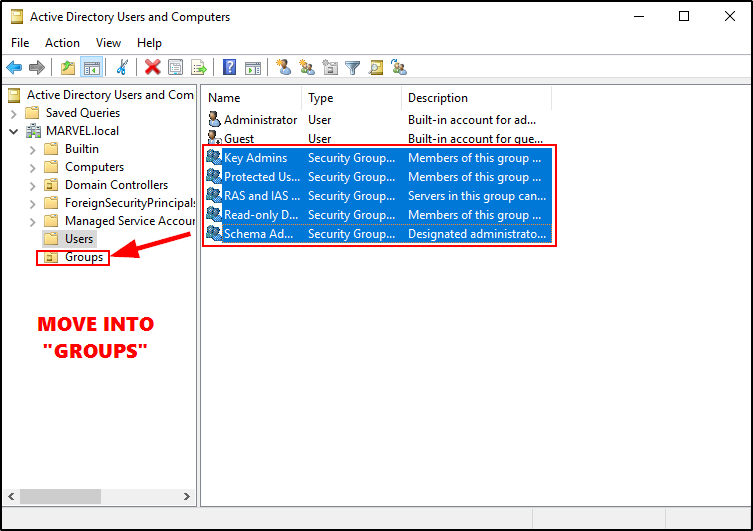 Active Directory Users and Computers
File Action View Help
Active Directory Users and Com
Saved Queries
MARVEL.local
Builtin
Computers
Domain Controllers
ForeignSecurityPrincipals
Managed Service Accoun
Users
Groups
MOVE INTO
"GROUPS"
Name Type Description
Administrator User Built-in account for ad...
Guest User Built-in account for gue...
Key Admins Security Group... Members of this group ...
Protected Us... Security Group... Members of this group ...
RAS and IAS ... Security Group... Servers in this group can...
Read-only D... Security Group... Members of this group ...
Schema Ad... Security Group... Designated administrato...